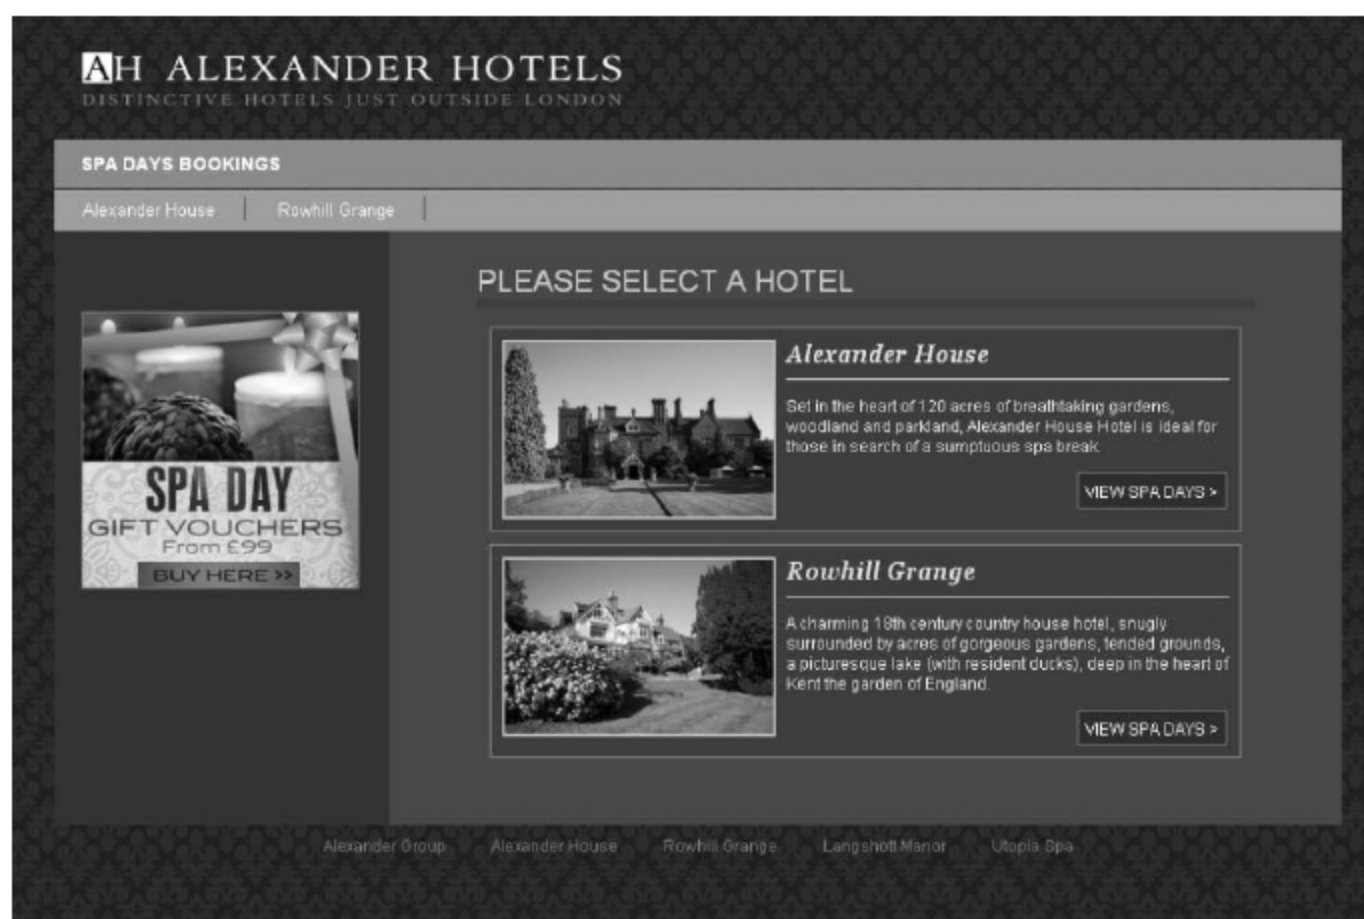 AH ALEXANDER HOTELS
DISTINCTIVE HOTELS JUST OUTSIDE LONDON
SPA DAYS BOOKINGS
Alexander House | Rowhill Grange |
PLEASE SELECT A HOTEL
SPA DAY
GIFT VOUCHERS
From £99
BUY HERE >>
Alexander House
Set in the heart of 120 acres of breathtaking gardens,
woodland and parkland, Alexander House Hotel is ideal for
those in search of a sumptuous spa break.
VIEW SPA DAYS >
Rowhill Grange
A charming 18th century country house hotel, snugly
surrounded by acres of gorgeous gardens, tended grounds,
a picturesque lake (with resident ducks), deep in the heart of
Kent the garden of England.
VIEW SPA DAYS >
Alexander Group Alexander House Rowhill Grange Langshott Manor Utopia Spa